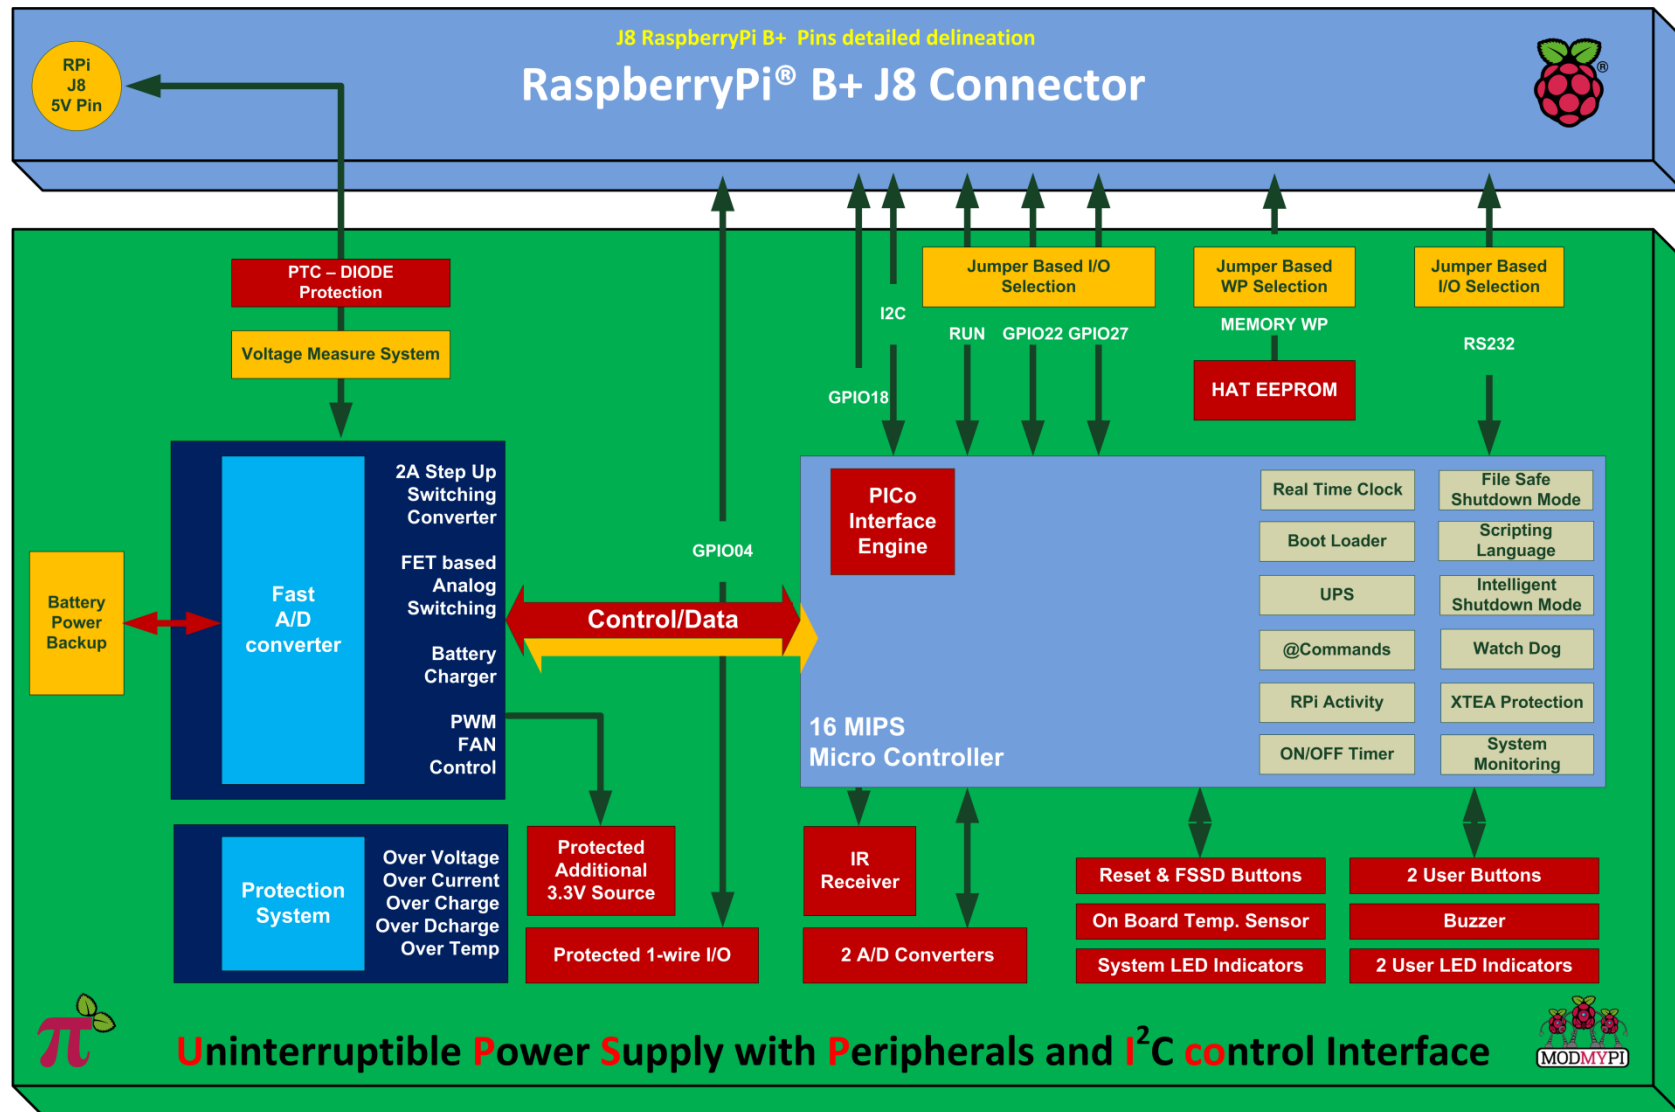 J8 RaspberryPi B+  Pins detailed delineation
RaspberryPi® B+ J8 Connector
®
RPi
J8
5V Pin
PTC – DIODE
Protection
Voltage Measure System
Jumper Based I/O
Selection
Jumper Based
WP Selection
Jumper Based
I/O Selection
I2C
RUN
GPIO22
GPIO27
MEMORY WP
RS232
GPIO18
HAT EEPROM
Battery
Power
Backup
Fast
A/D
converter
2A Step Up
Switching
Converter
FET based
Analog
Switching
Battery
Charger
PWM
FAN
Control
GPIO04
Control/Data
PICo
Interface
Engine
16 MIPS
Micro Controller
Real Time Clock
Boot Loader
UPS
@Commands
RPi Activity
ON/OFF Timer
File Safe
Shutdown Mode
Scripting
Language
Intelligent
Shutdown Mode
Watch Dog
XTEA Protection
System
Monitoring
Protection
System
Over Voltage
Over Current
Over Charge
Over Dcharge
Over Temp
Protected
Additional
3.3V Source
Protected 1-wire I/O
IR
Receiver
2 A/D Converters
Reset & FSSD Buttons
On Board Temp. Sensor
System LED Indicators
2 User Buttons
Buzzer
2 User LED Indicators
π
Uninterruptible Power Supply with Peripherals and I²C control Interface
MODMYPI